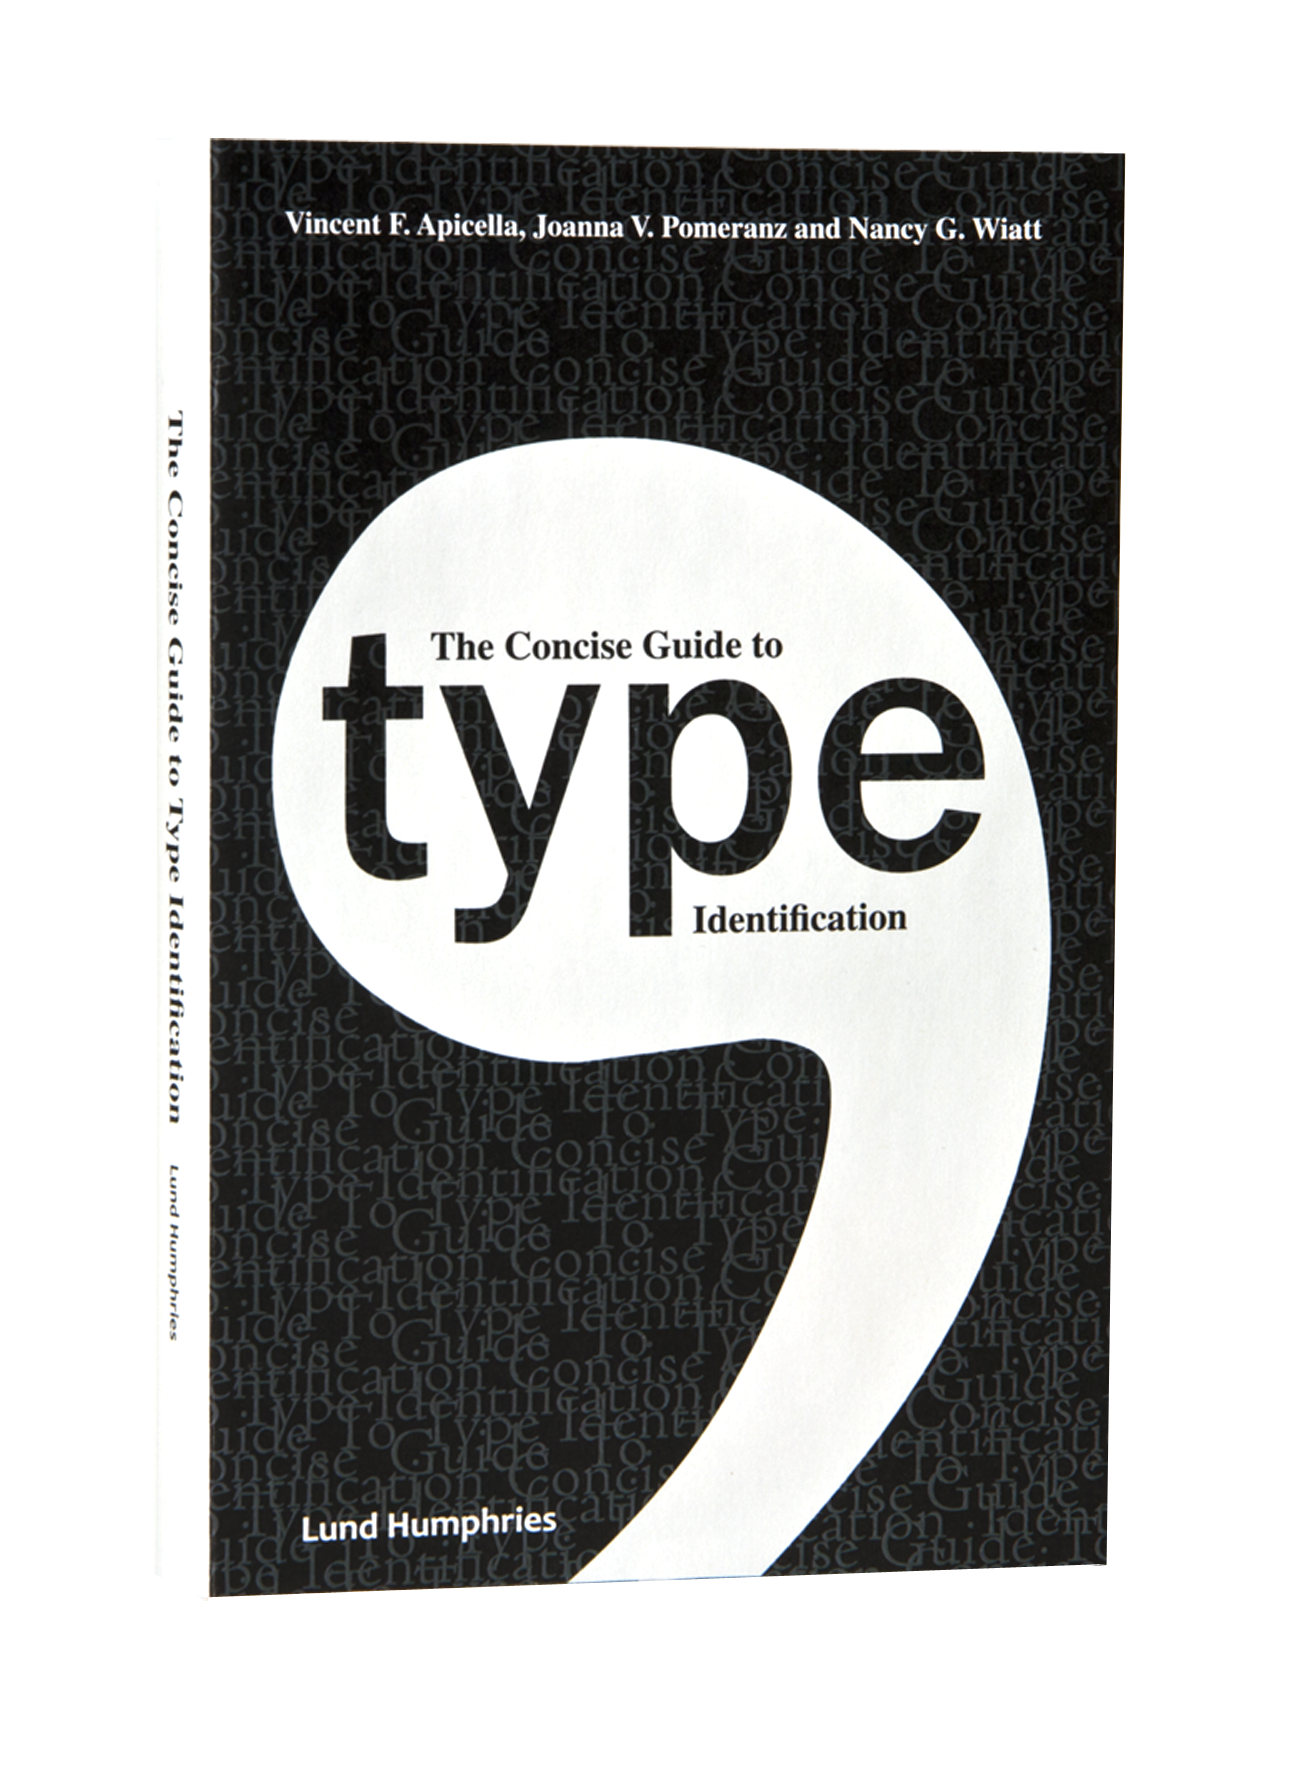 Vincent F. Apicella, Joanna V. Pomeranz and Nancy G. Wiatt
The Concise Guide to
type
Identification
Lund Humphries
The Concise Guide to Type Identification Lund Humphries